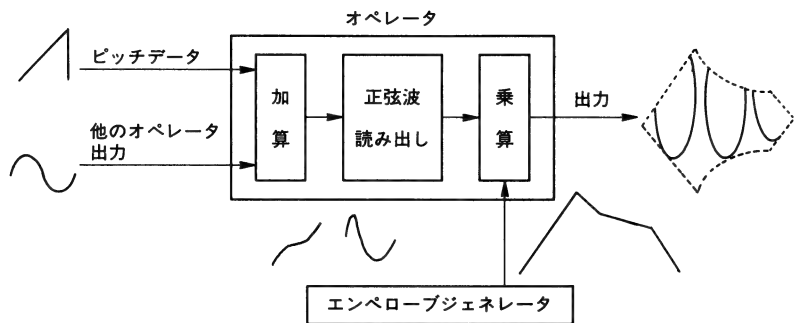 オペレータ
ピッチデータ
他のオペレータ
出力
加
算
正弦波
読み出し
乗
算
出力
エンペローブジェネレータ